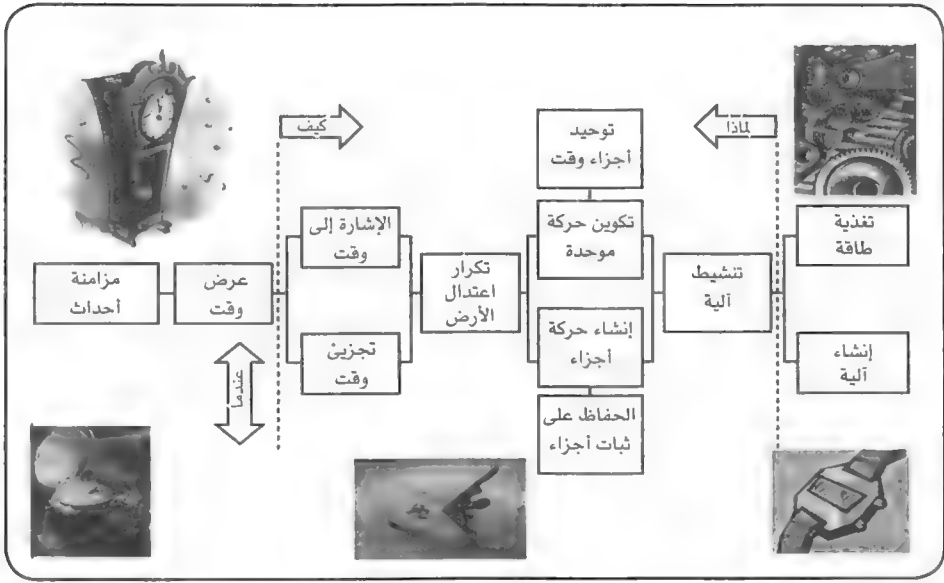 كيف
لماذا
توحيد
أجزاء وقت
الإشارة إلى
وقت
تكوين حركة
موحدة
تغذية
طاقة
مزامنة
أحداث
عرض
وقت
تكرار
اعتدال
الأرض
تنشيط
آلية
تجزيئ
وقت
إنشاء حركة
أجزاء
إنشاء
آلية
عندما
الحفاظ على
ثبات أجزاء